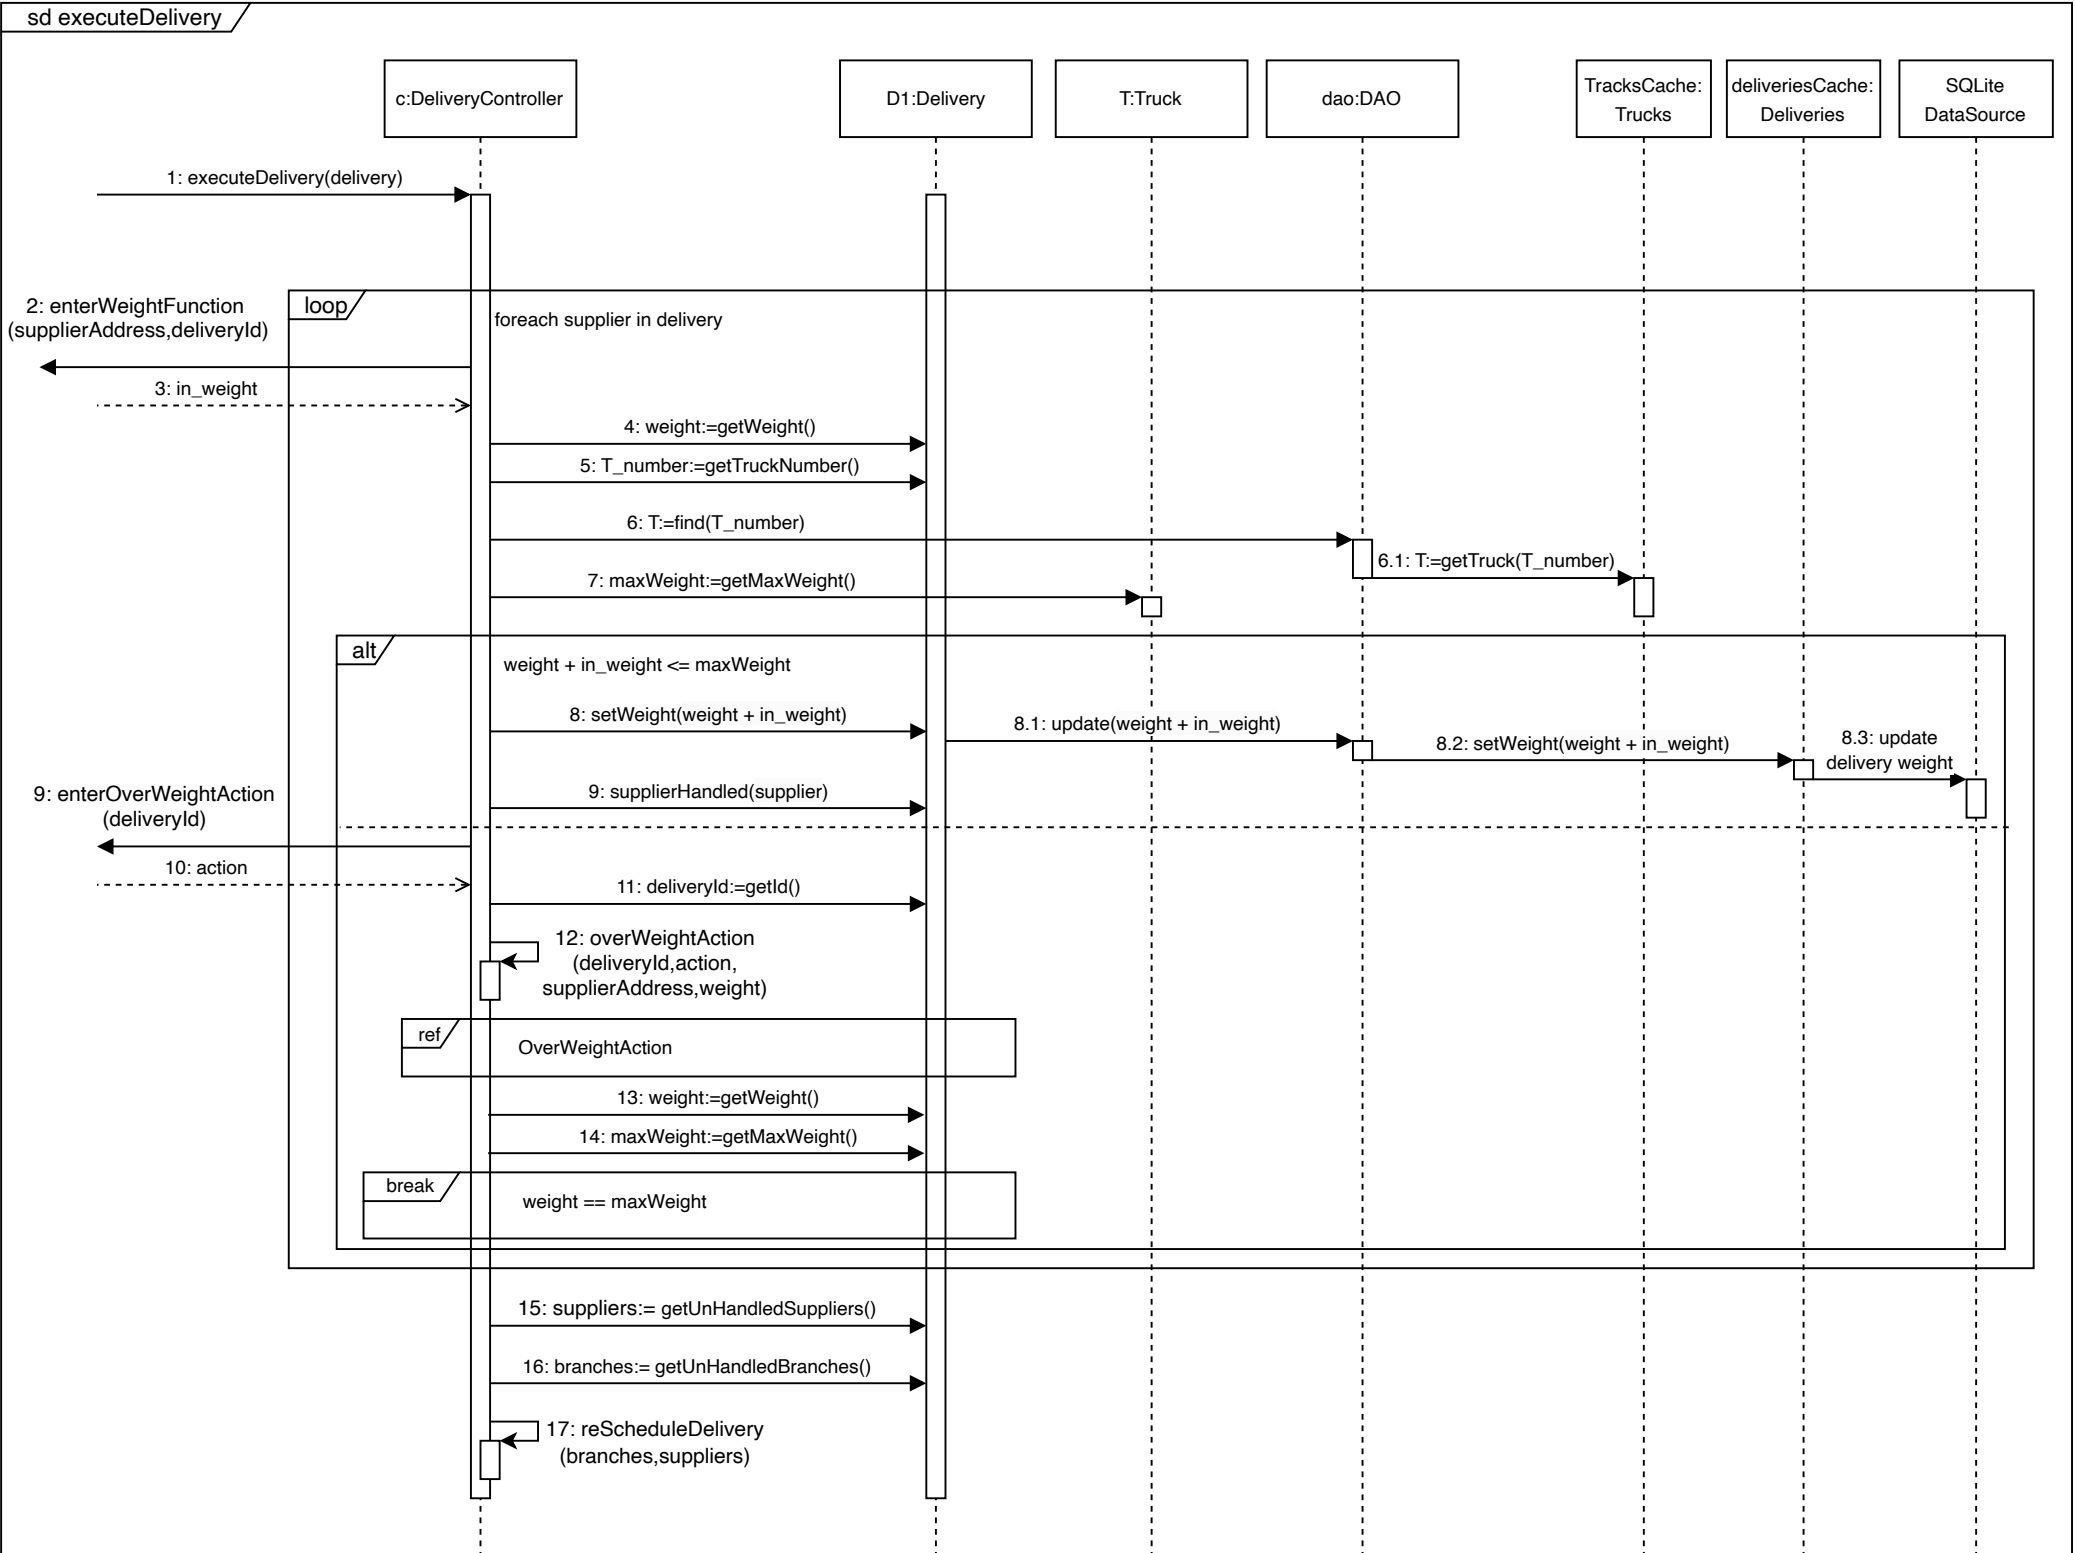 sd executeDelivery
c:DeliveryController
D1:Delivery
T:Truck
dao:DAO
TracksCache:
Trucks
deliveriesCache:
Deliveries
SQLite
DataSource
1: executeDelivery(delivery)
loop
foreach supplier in delivery
2: enterWeightFunction
(supplierAddress,deliveryId)
3: in_weight
4: weight:=getWeight()
5: T_number:=getTruckNumber()
6: T:=find(T_number)
6.1: T:=getTruck(T_number)
7: maxWeight:=getMaxWeight()
alt
weight + in_weight <= maxWeight
8: setWeight(weight + in_weight)
8.1: update(weight + in_weight)
8.2: setWeight(weight + in_weight)
8.3: update
delivery weight
9: supplierHandled(supplier)
9: enterOverWeightAction
(deliveryId)
10: action
11: deliveryId:=getId()
12: overWeightAction
(deliveryId,action,
supplierAddress,weight)
ref
OverWeightAction
13: weight:=getWeight()
14: maxWeight:=getMaxWeight()
break
weight == maxWeight
15: suppliers:= getUnHandledSuppliers()
16: branches:= getUnHandledBranches()
17: reScheduleDelivery
(branches,suppliers)